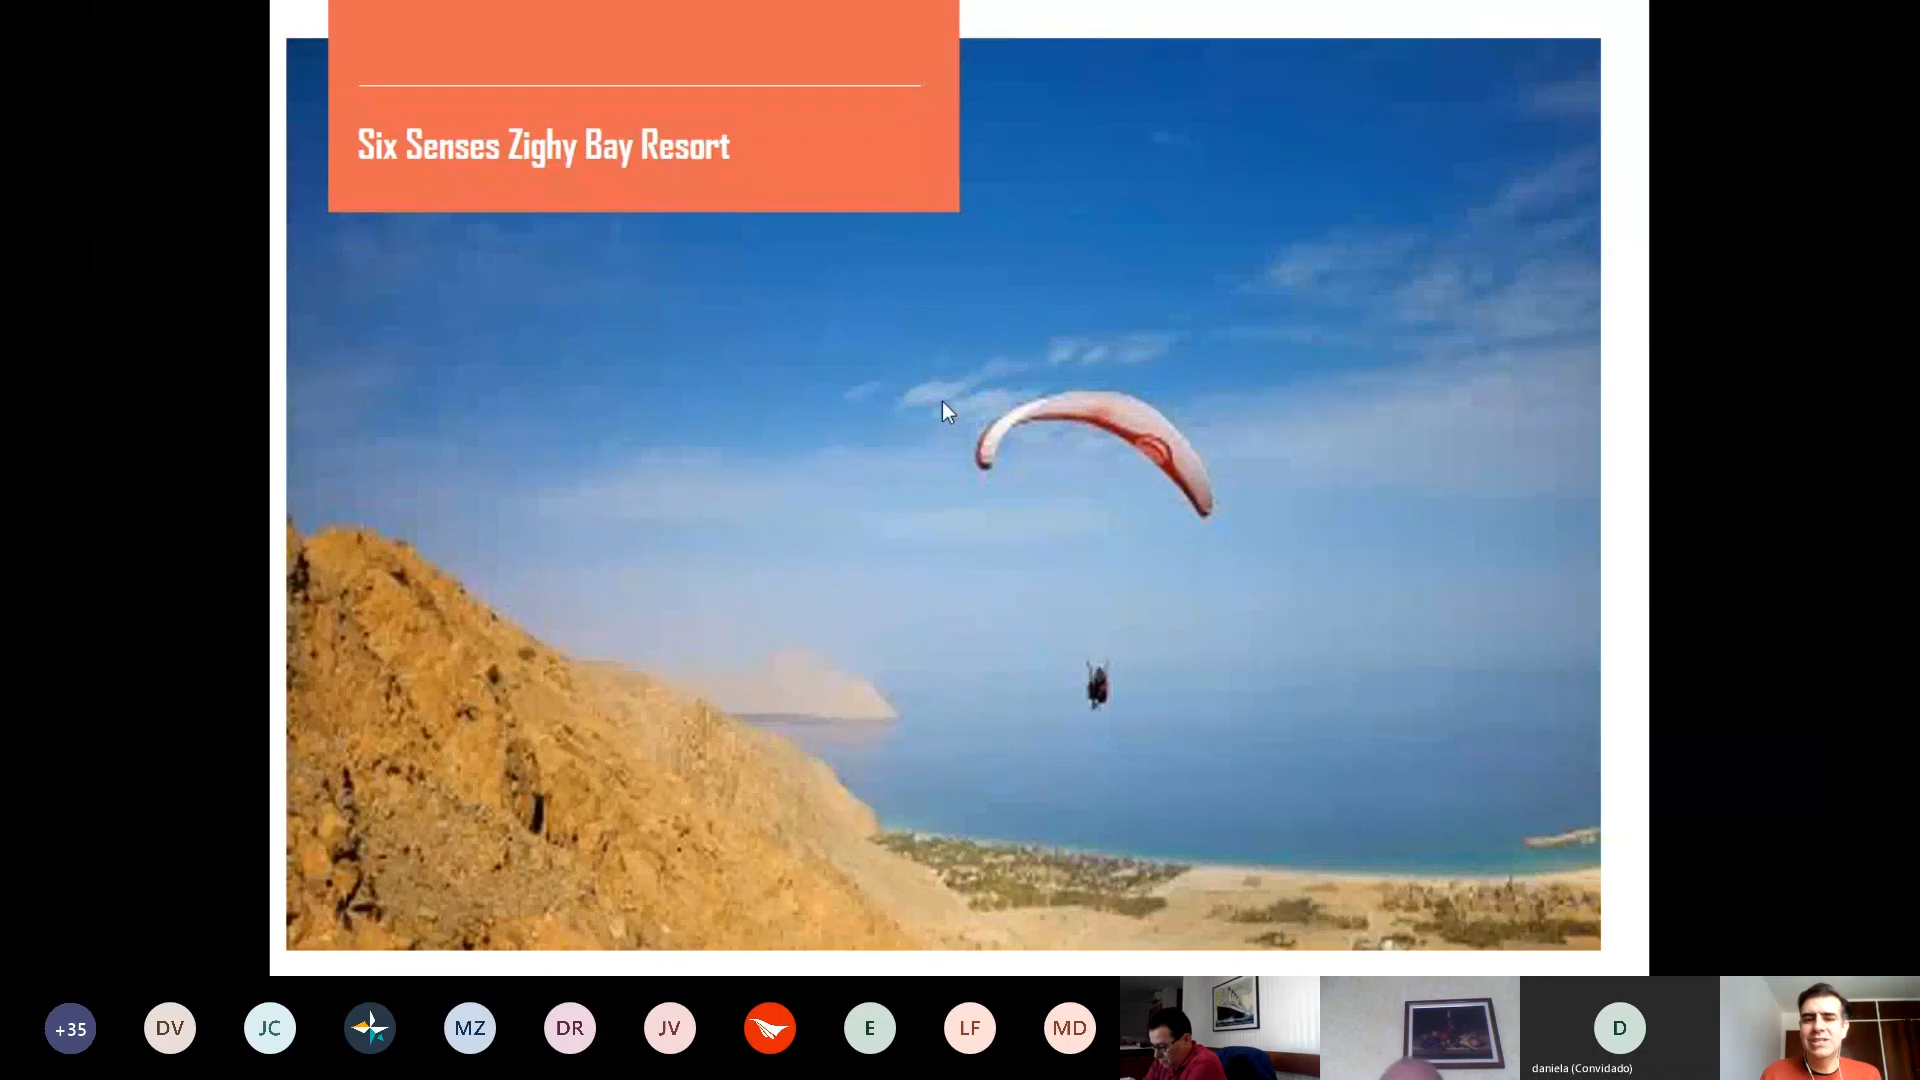 Six Senses Zighy Bay Resort
+35
DV
JC
MZ
DR
JV
E
LF
MD
D
daniela (Convidado)